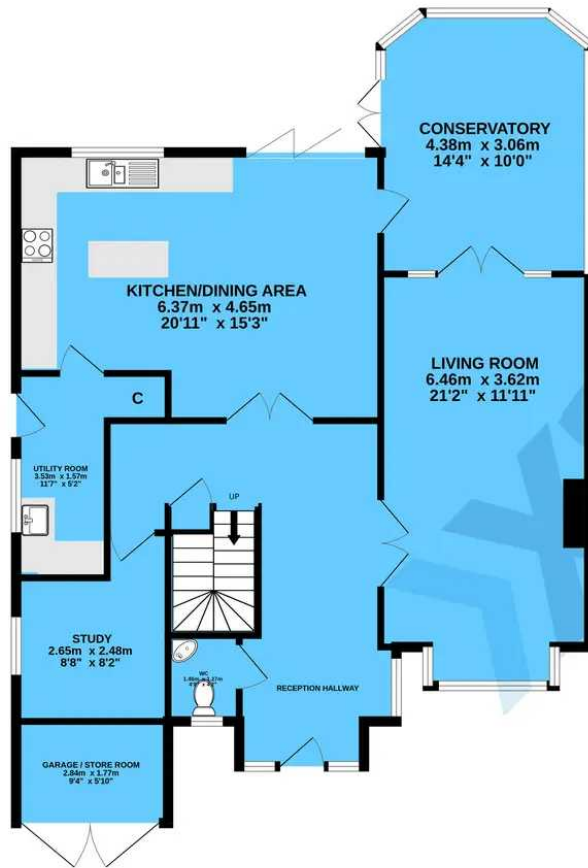 CONSERVATORY
4.38m x 3.06m
14'4" x 10'0"
KITCHEN/DINING AREA
6.37m x 4.65m
20'11" x 15'3"
LIVING ROOM
6.46m x 3.62m
21'2" x 11'11"
C
UTILITY ROOM
3.53m x 1.57m
11'7" x 5'2"
UP
STUDY
2.65m x 2.48m
8'8" x 8'2"
WC
RECEPTION HALLWAY
GARAGE / STORE ROOM
2.84m x 1.77m
9'4" x 5'10"